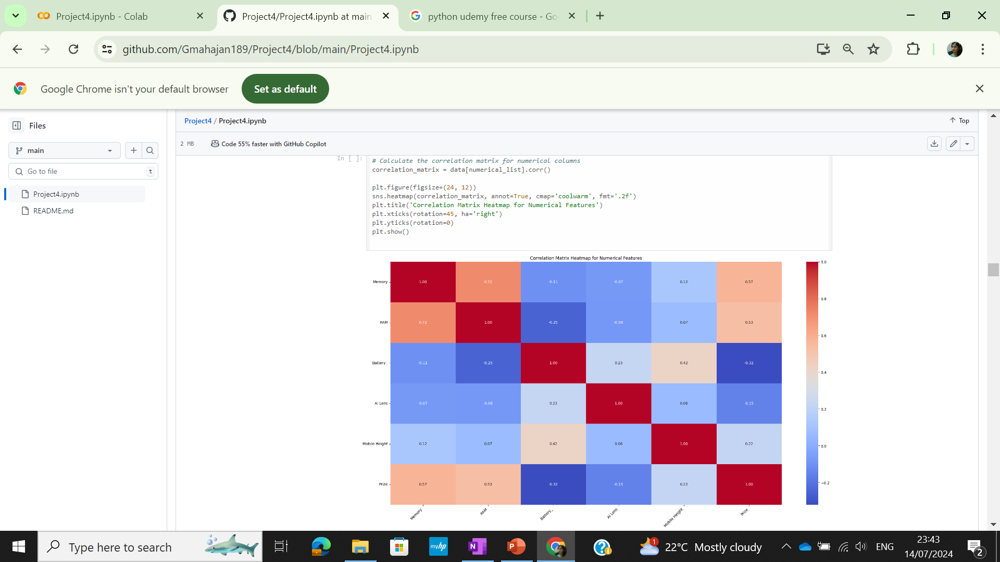 Project4.ipynb - Colab
Project4/Project4.ipynb at main
python udemy free course - Go
github.com/Gmahajan189/Project4/blob/main/Project4.ipynb
Google Chrome isn't your default browser
Set as default
Files
main
Go to file
t
Project4.ipynb
README.md
Project4 / Project4.ipynb
Top
2 MB
Code 55% faster with GitHub Copilot
In [ ]:
# Calculate the correlation matrix for numerical columns
correlation_matrix = data[numerical_list].corr()
plt.figure(figsize=(24, 12))
sns.heatmap(correlation_matrix, annot=True, cmap='coolwarm', fmt='.2f')
plt.title('Correlation Matrix Heatmap for Numerical Features')
plt.xticks(rotation=45, ha='right')
plt.yticks(rotation=0)
plt.show()
Correlation Matrix Heatmap for Numerical Features
Memory 1.00 0.72 -0.11 -0.07 0.12 0.57
RAM 0.72 1.00 -0.25 -0.08 0.07 0.53
Battery_ -0.11 -0.25 1.00 0.23 0.42 -0.32
AI Lens -0.07 -0.08 0.23 1.00 0.06 -0.15
Mobile Height 0.12 0.07 0.42 0.06 1.00 0.22
Prize 0.57 0.53 -0.32 -0.15 0.22 1.00
Memory RAM Battery_ AI Lens Mobile Height Prize
1.0
0.8
0.6
0.4
0.2
0.0
-0.2
Type here to search
myhp
N
P
1
22°C Mostly cloudy
ENG
23:43
14/07/2024
2